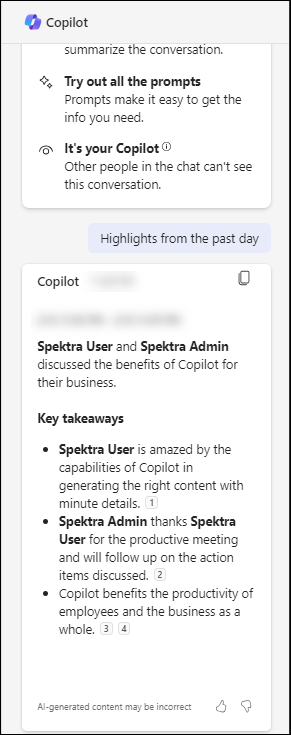 Copilot
summarize the conversation.
Try out all the prompts
Prompts make it easy to get the
info you need.
It's your Copilot
Other people in the chat can't see
this conversation.
Highlights from the past day
Copilot
Spektra User and Spektra Admin
discussed the benefits of Copilot for
their business.
Key takeaways
• Spektra User is amazed by the
capabilities of Copilot in
generating the right content with
minute details. 1
• Spektra Admin thanks Spektra
User for the productive meeting
and will follow up on the action
items discussed. 2
• Copilot benefits the productivity of
employees and the business as a
whole. 3 4
AI-generated content may be incorrect